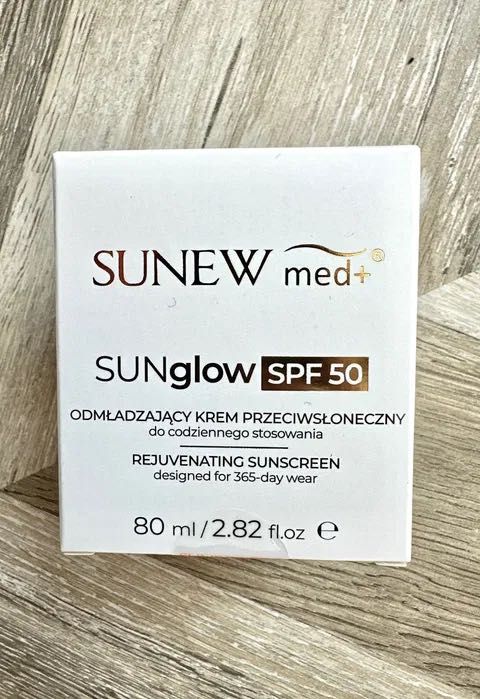 SUNEW med+®
SUNglow SPF 50
ODMŁADZAJĄCY KREM PRZECIWSŁONECZNY
do codziennego stosowania
REJUVENATING SUNSCREEN
designed for 365-day wear
80 ml / 2.82 fl.oz ℮